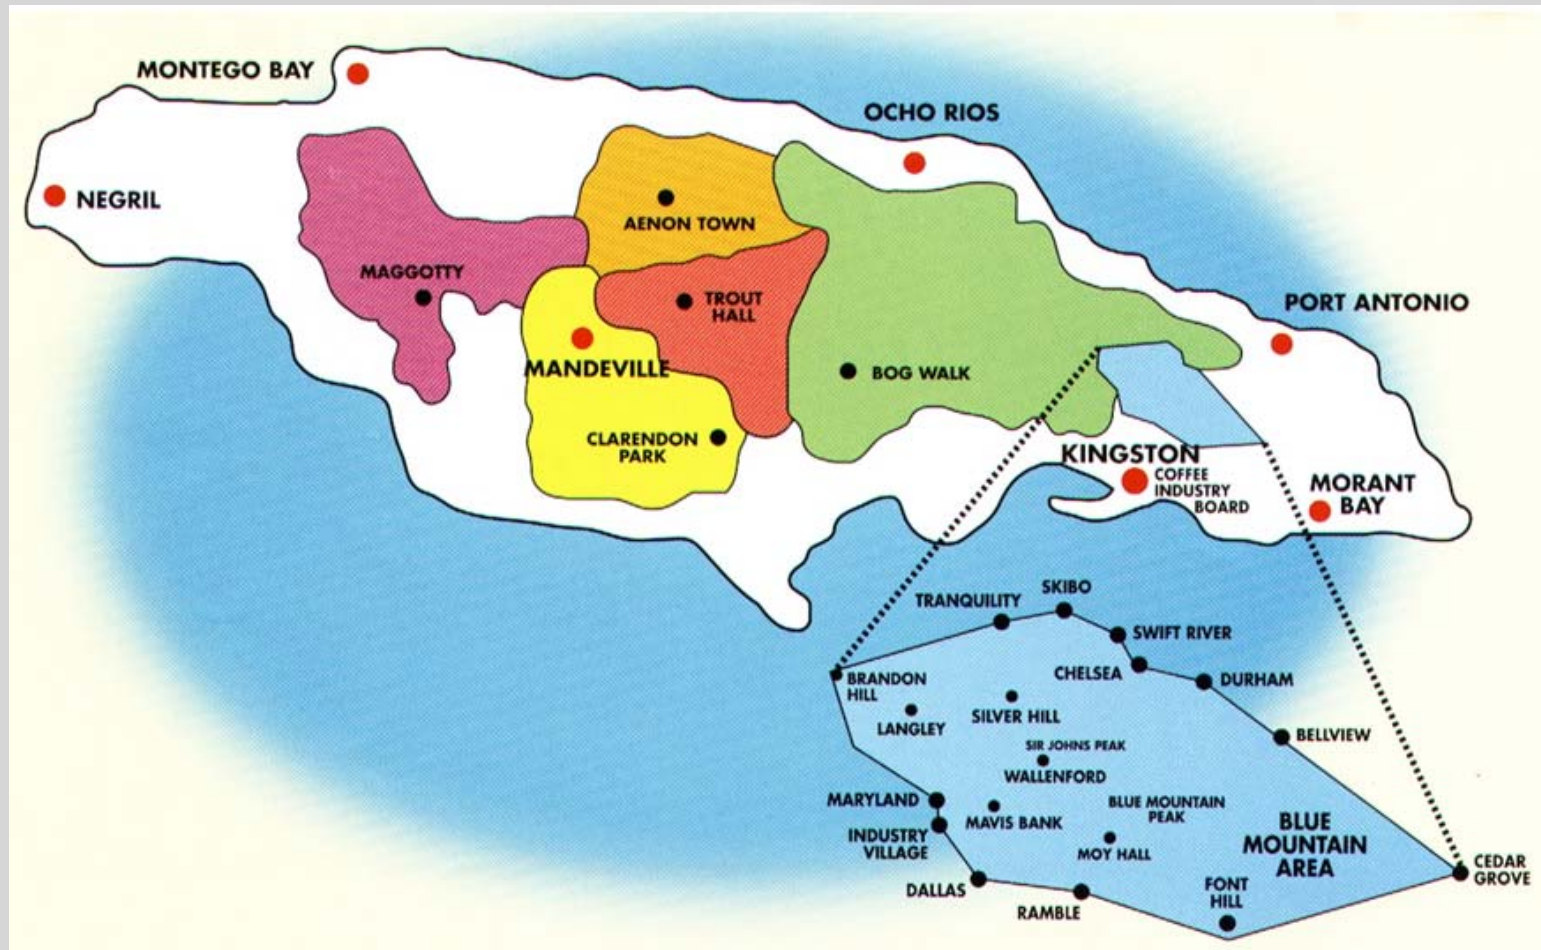 MONTEGO BAY
OCHO RIOS
NEGRIL
AENON TOWN
MAGGOTTY
TROUT
HALL
PORT ANTONIO
MANDEVILLE
BOG WALK
CLARENDON
PARK
KINGSTON
COFFEE
INDUSTRY
BOARD
MORANT
BAY
SKIBO
TRANQUILITY
SWIFT RIVER
CHELSEA
DURHAM
BRANDON
HILL
LANGLEY
SILVER HILL
BELLVIEW
SIR JOHNS PEAK
WALLENFORD
MARYLAND
BLUE MOUNTAIN
PEAK
MAVIS BANK
INDUSTRY
VILLAGE
MOY HALL
BLUE
MOUNTAIN
AREA
CEDAR
GROVE
DALLAS
FONT
HILL
RAMBLE